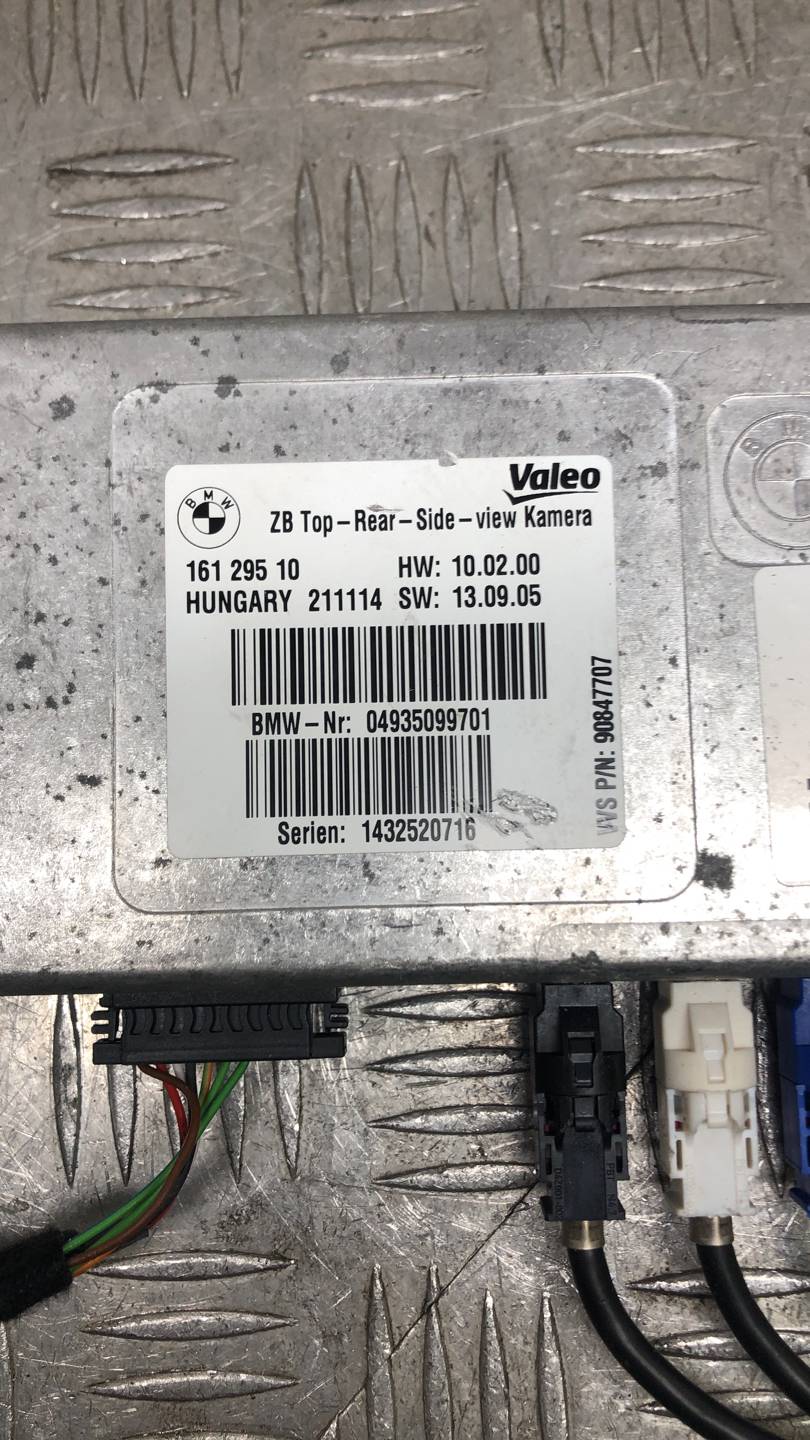 BMW
Valeo
ZB Top-Rear-Side-view Kamera
161 295 10 HW: 10.02.00
HUNGARY 211114 SW: 13.09.05
BMW-Nr: 04935099701
Serien: 1432520716
VVS P/N: 90847707